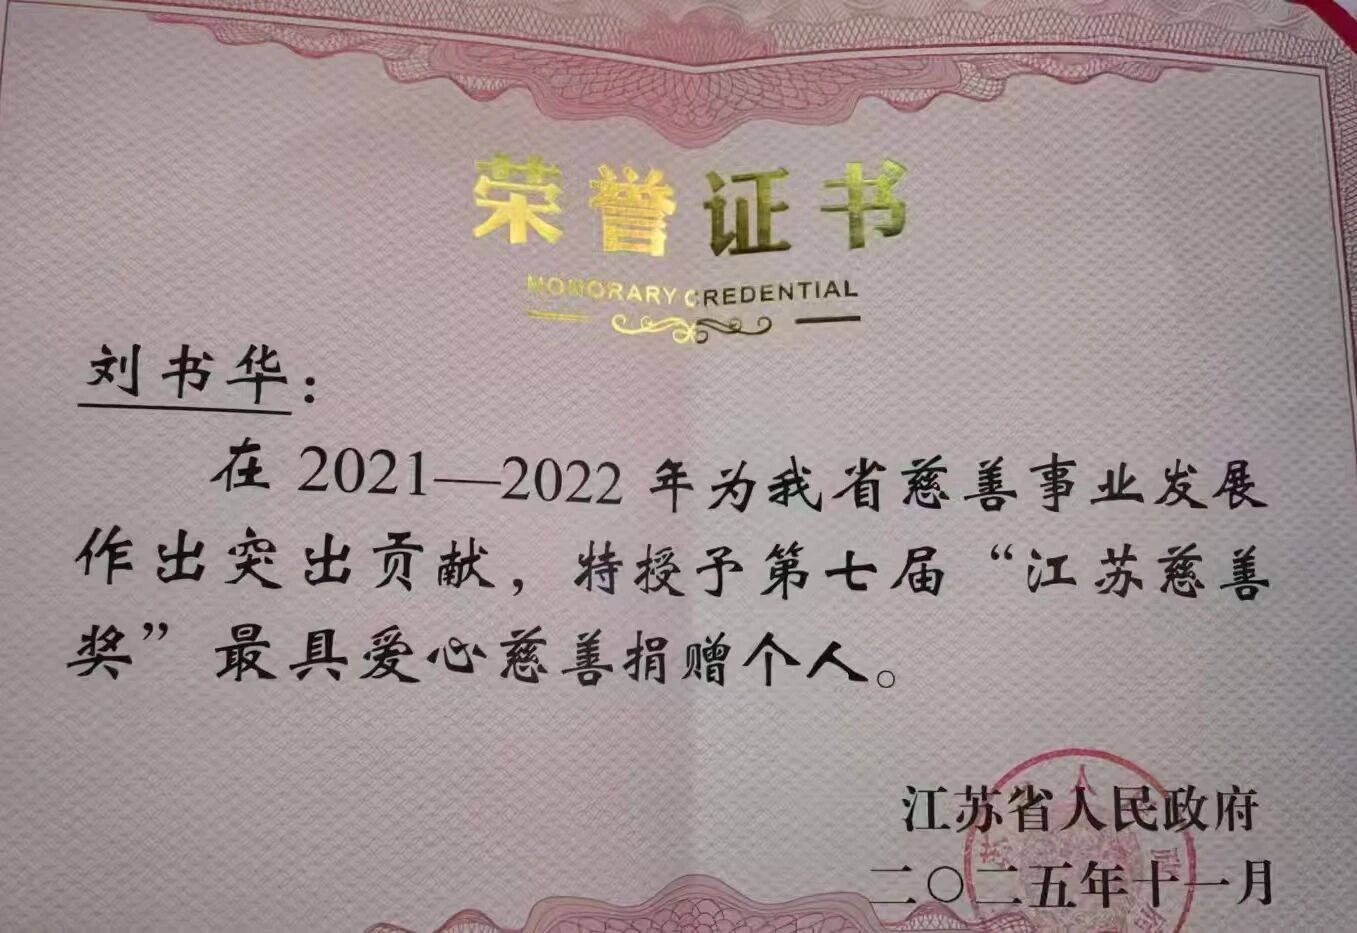 荣誉证书
HONORARY CREDENTIAL
刘书华：
在 2021—2022 年为我省慈善事业发展
作出突出贡献，特授予第七届“江苏慈善
奖”最具爱心慈善捐赠个人。
江苏省人民政府
二〇二五年十一月